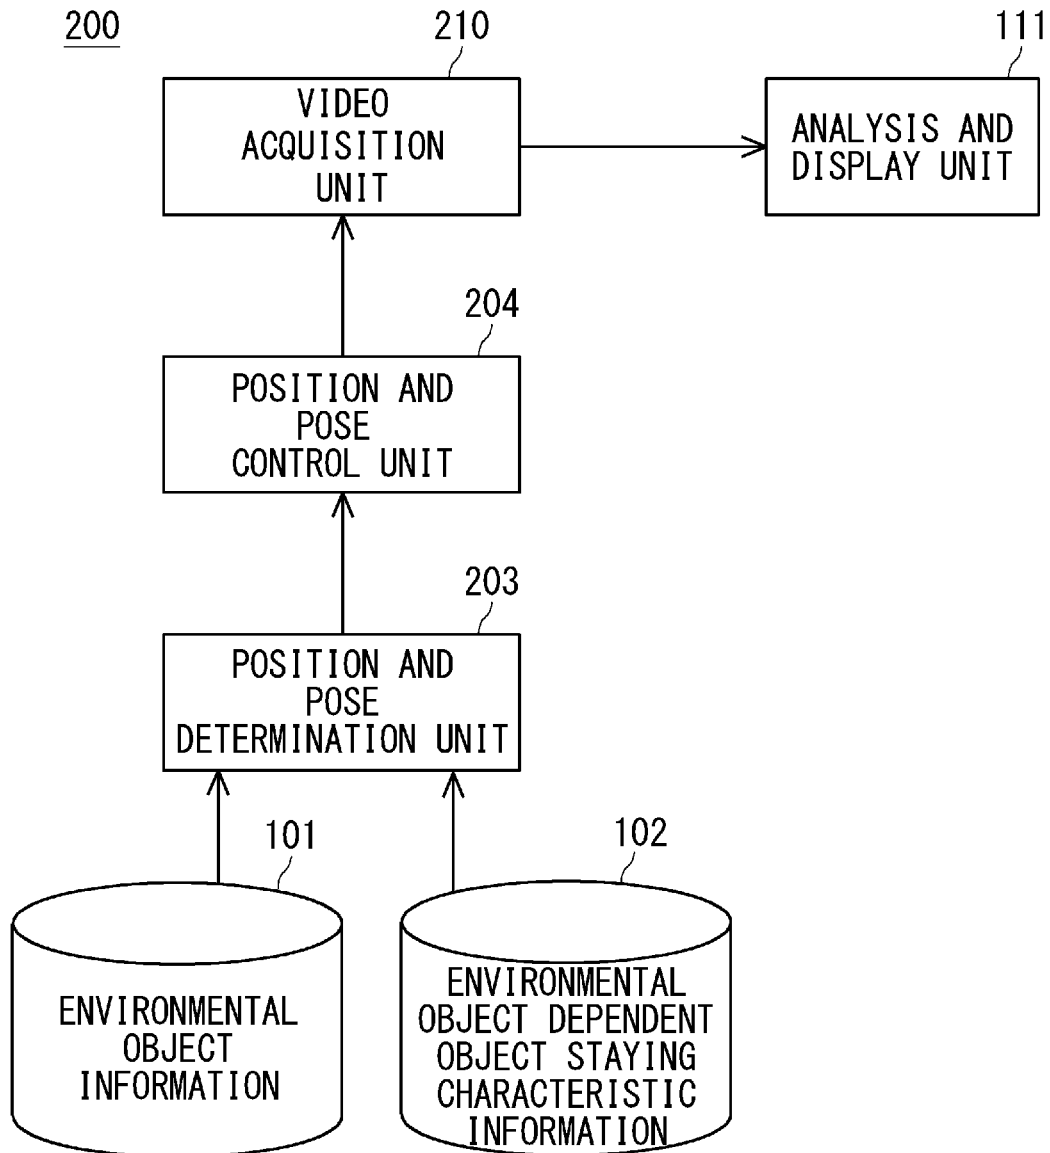 200
210
111
VIDEO
ACQUISITION
UNIT
ANALYSIS AND
DISPLAY UNIT
204
POSITION AND
POSE
CONTROL UNIT
203
POSITION AND
POSE
DETERMINATION UNIT
101
102
ENVIRONMENTAL
OBJECT
INFORMATION
ENVIRONMENTAL
OBJECT DEPENDENT
OBJECT STAYING
CHARACTERISTIC
INFORMATION